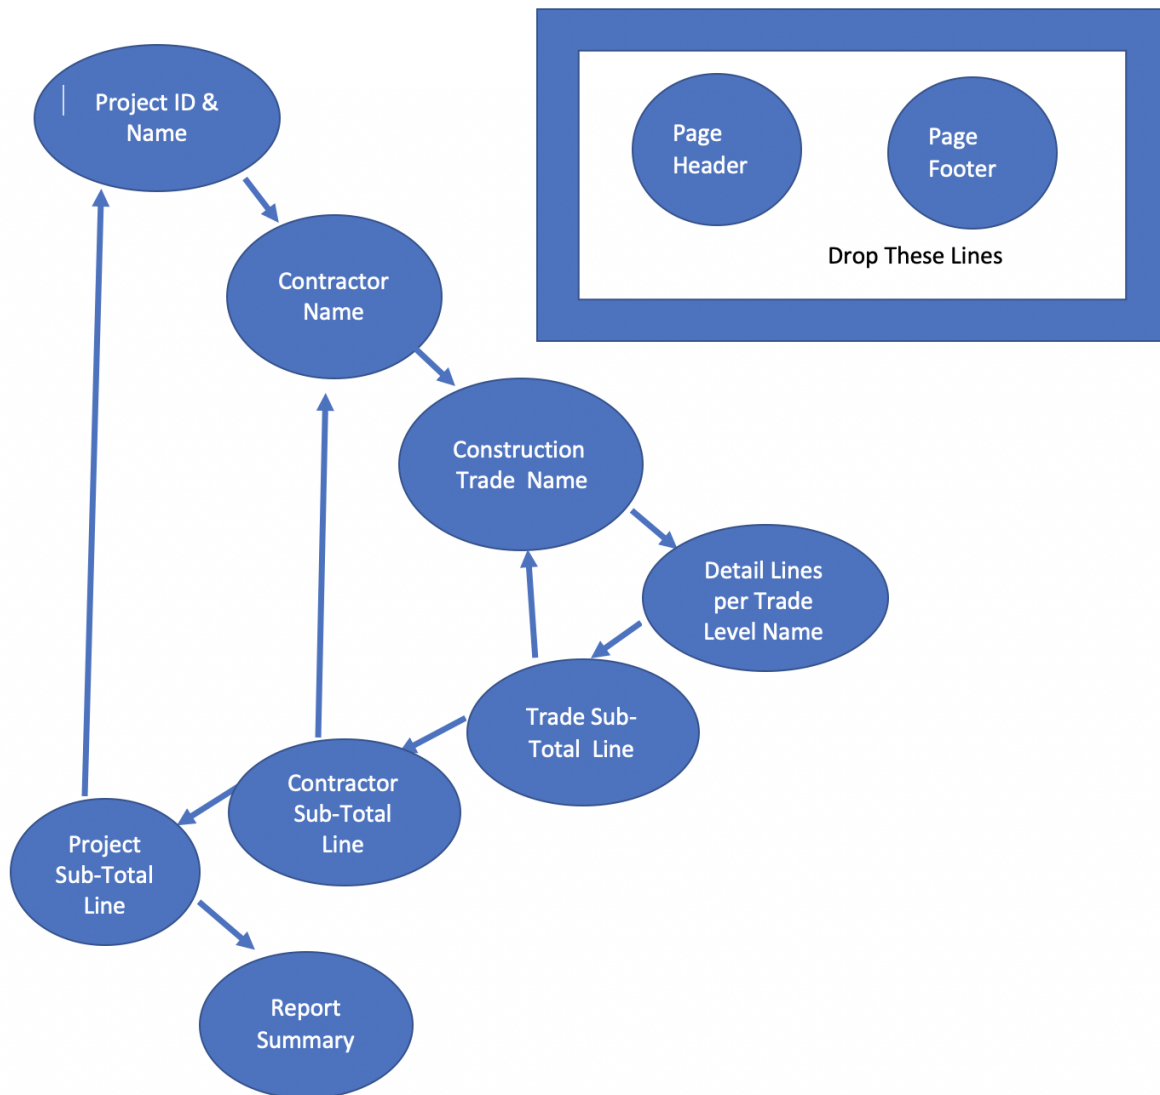 Project ID &
Name
Page
Header
Page
Footer
Drop These Lines
Contractor
Name
Construction
Trade Name
Detail Lines
per Trade
Level Name
Trade Sub-
Total Line
Contractor
Sub-Total
Line
Project
Sub-Total
Line
Report
Summary